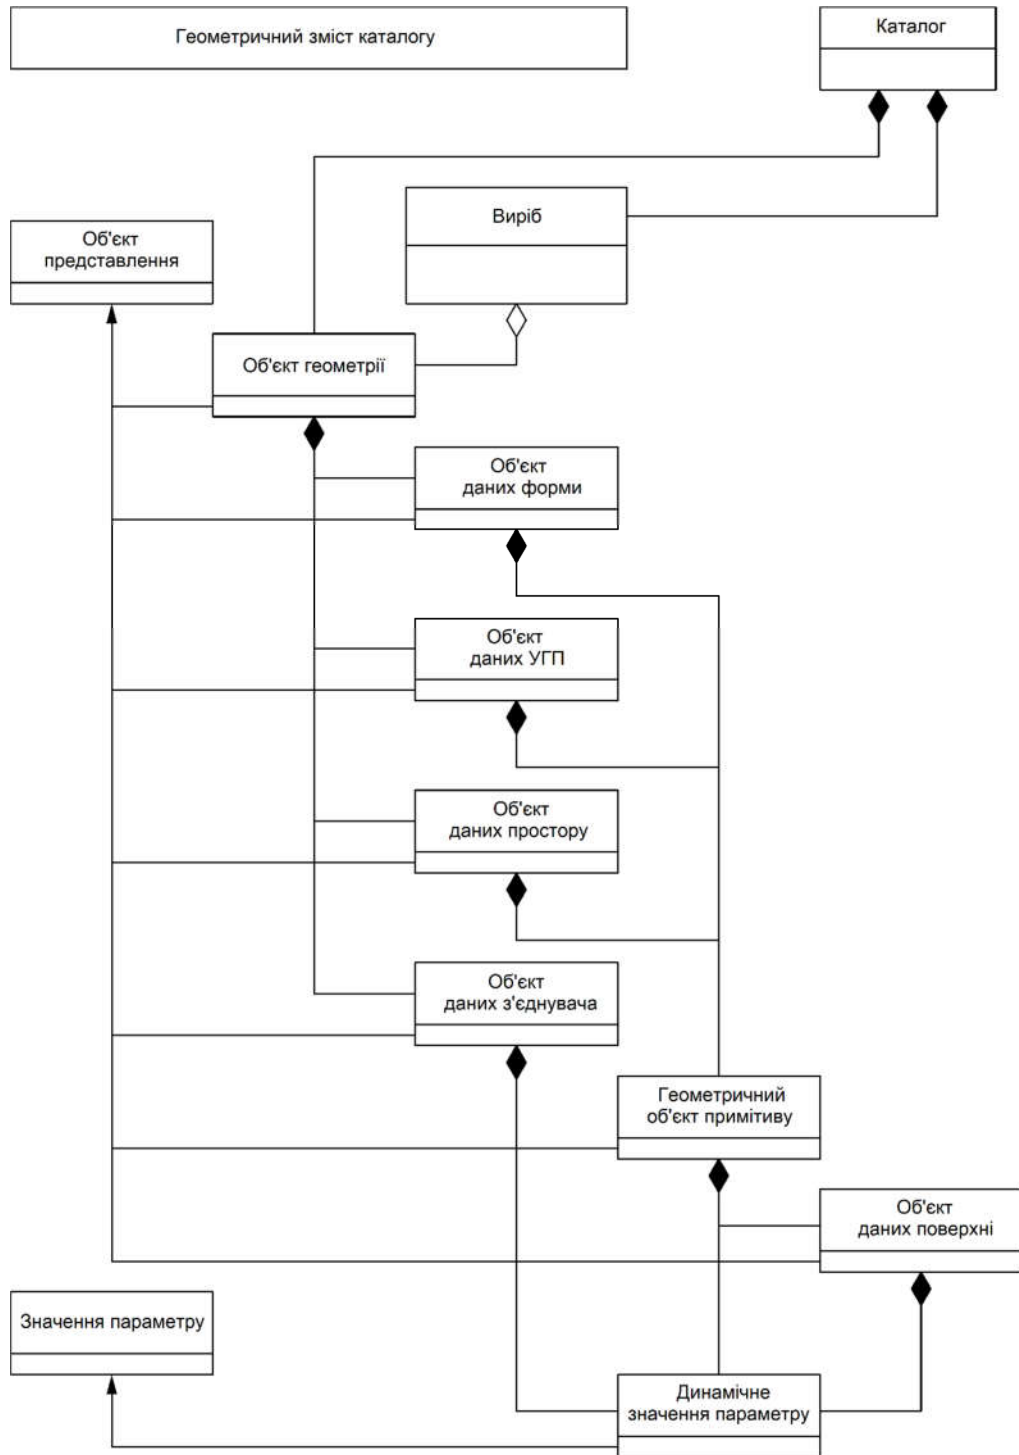 Геометричний зміст каталогу
Каталог
Виріб
Об'єкт
представлення
Об'єкт геометрії
Об'єкт
даних форми
Об'єкт
даних УГП
Об'єкт
даних простору
Об'єкт
даних з'єднувача
Геометричний
об'єкт примітиву
Об'єкт
даних поверхні
Значення параметру
Динамічне
значення параметру